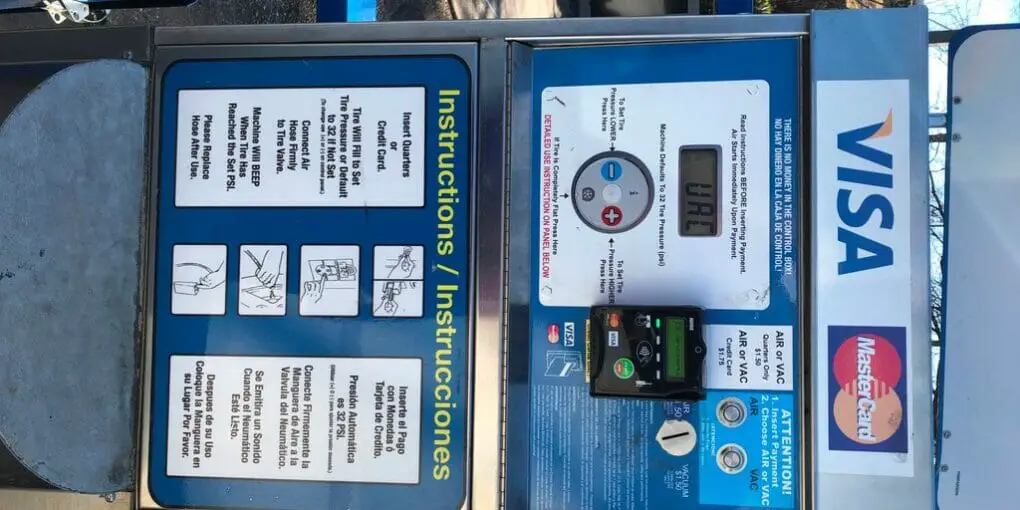 VISA
MasterCard
THERE IS NO MONEY IN THE CONTROL BOX!
NO HAY DINERO EN LA CAJA DE CONTROL!
Read Instructions BEFORE Inserting Payment.
Air Starts Immediately Upon Payment.
VAC
Machine Defaults To 32 Tire Pressure (psi)
To Set Tire
Pressure LOWER
Press Here
To Set Tire
Pressure HIGHER
Press Here
If Tire is Completely Flat Press Here
DETAILED USE INSTRUCTION ON PANEL BELOW
AIR or VAC
$1.50
Quarters Only
AIR or VAC
Credit Card
$1.75
ATTENTION!
1. Insert Payment
2. Choose AIR or VAC
AIR
VAC
VISA
VACUUM
$1.50
Instructions / Instrucciones
Insert Quarters
or
Credit Card.
Tire Will Fill to Set
Tire Pressure or Default
to 32 If Not Set
Connect Air
Hose Firmly
to Tire Valve.
Machine Will BEEP
When Tire Has
Reached the Set PSI.
Please Replace
Hose After Use.
Inserte el Pago
con Monedas ó
Tarjeta de Credito.
Presión Automática
es 32 PSI.
Conecte Firmemente la
Manguera de Aire a la
Valvula del Neumático.
Se Emitira un Sonido
Cuando el Neumático
Esté Listo.
Despues de su Uso
Coloque la Manguera en
su Lugar Por Favor.